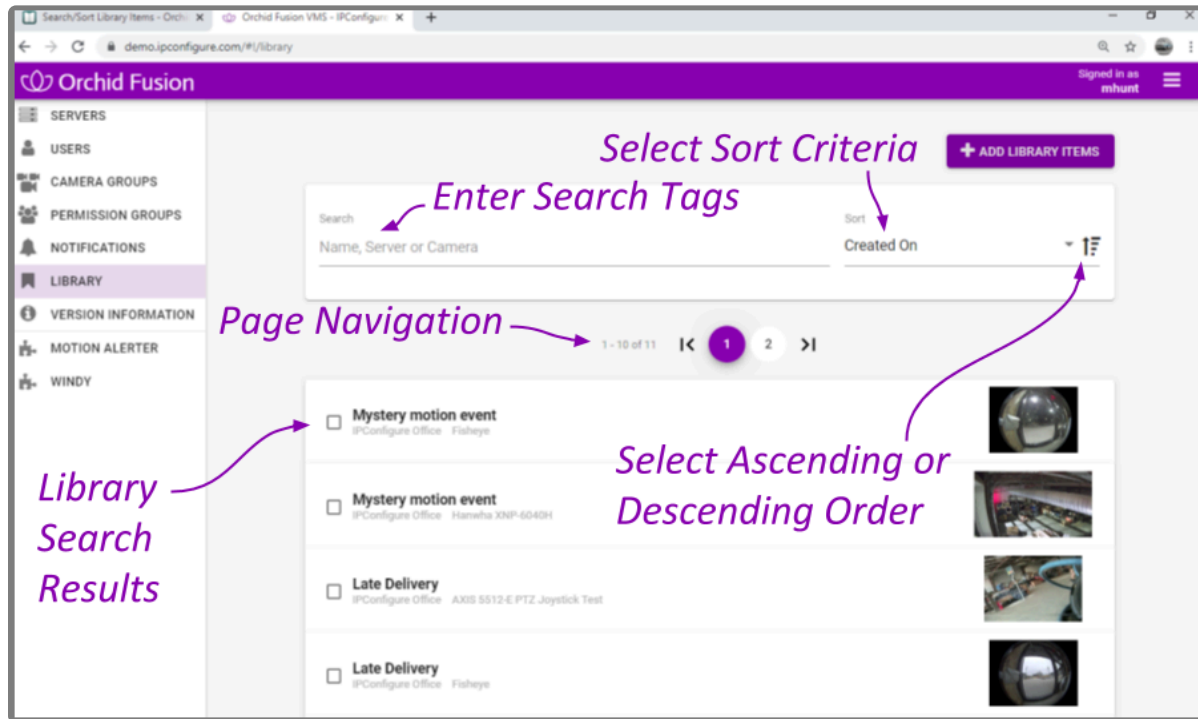 Search/Sort Library Items - Orchi
Orchid Fusion VMS - IPConfigure
demo.ipconfigure.com/#!/library
Orchid Fusion
Signed in as
mhunt
SERVERS
USERS
CAMERA GROUPS
PERMISSION GROUPS
NOTIFICATIONS
LIBRARY
VERSION INFORMATION
MOTION ALERTER
WINDY
Select Sort Criteria
+ ADD LIBRARY ITEMS
Enter Search Tags
Search
Name, Server or Camera
Sort
Created On
Page Navigation
1 - 10 of 11
1
2
Mystery motion event
IPConfigure Office Fisheye
Select Ascending or
Descending Order
Library
Search
Results
Mystery motion event
IPConfigure Office Hanwha XNP-6040H
Late Delivery
IPConfigure Office AXIS 5512-E PTZ Joystick Test
Late Delivery
IPConfigure Office Fisheye